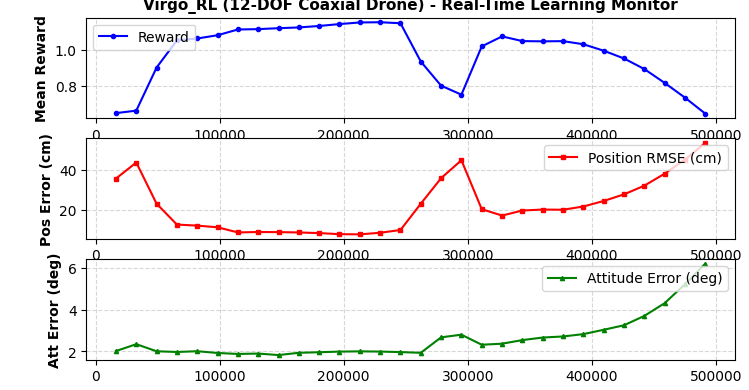 Virgo_RL (12-DOF Coaxial Drone) - Real-Time Learning Monitor
Mean Reward
1.0
0.8
Reward
0 100000 200000 300000 400000 500000
Pos Error (cm)
40
20
Position RMSE (cm)
0 100000 200000 300000 400000 500000
Att Error (deg)
6
4
2
Attitude Error (deg)
0 100000 200000 300000 400000 500000